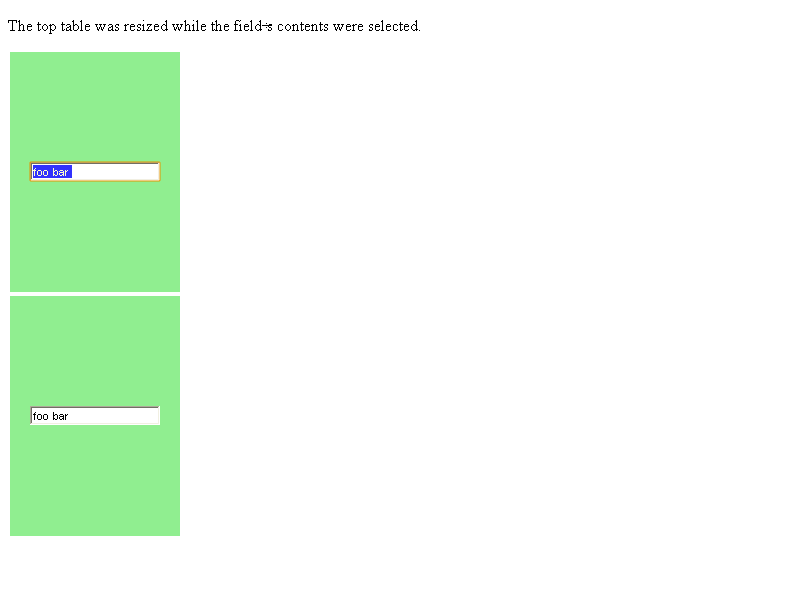 The top table was resized while the field's contents were selected.
foo bar
foo bar